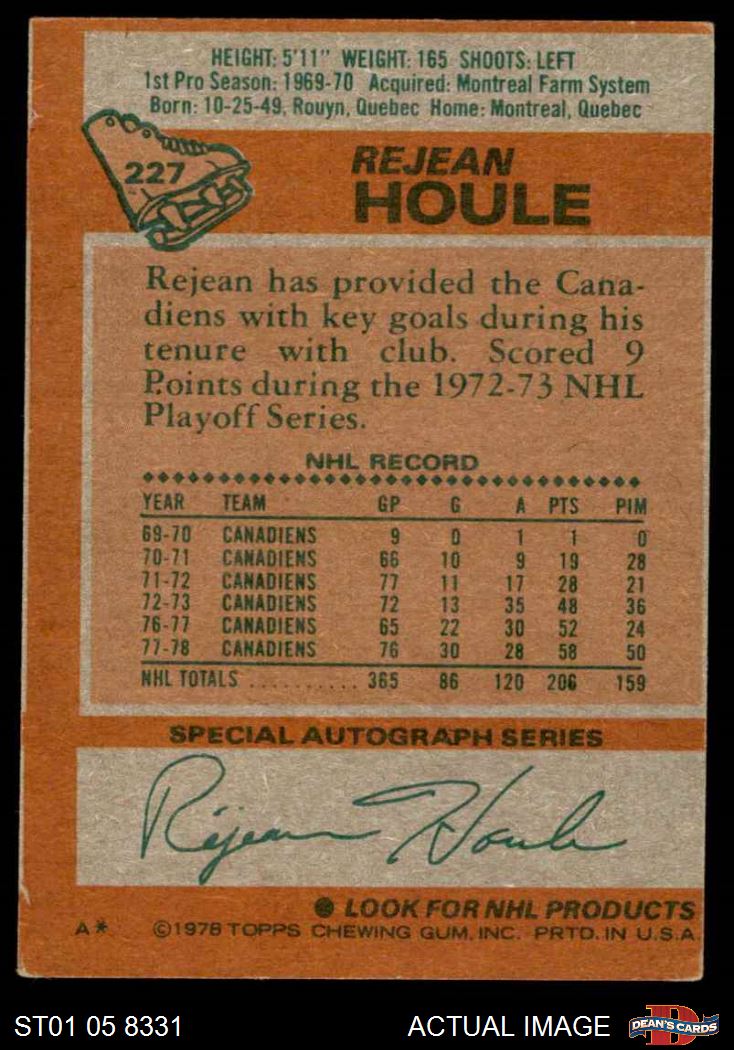 HEIGHT: 5'11" WEIGHT: 165 SHOOTS: LEFT
1st Pro Season: 1969-70 Acquired: Montreal Farm System
Born: 10-25-49, Rouyn, Quebec Home: Montreal, Quebec
227
REJEAN
HOULE
Rejean has provided the Cana-
diens with key goals during his
tenure with club. Scored 9
Points during the 1972-73 NHL
Playoff Series.
NHL RECORD
YEAR TEAM GP G A PTS PIM
69-70 CANADIENS 9 0 1 1 0
70-71 CANADIENS 66 10 9 19 28
71-72 CANADIENS 77 11 17 28 21
72-73 CANADIENS 72 13 35 48 36
76-77 CANADIENS 65 22 30 52 24
77-78 CANADIENS 76 30 28 58 50
NHL TOTALS .......... 365 86 120 206 159
SPECIAL AUTOGRAPH SERIES
Rejean Houle
● LOOK FOR NHL PRODUCTS
A* ©1978 TOPPS CHEWING GUM, INC. PRTD. IN U.S.A.
ST01 05 8331 ACTUAL IMAGE D DEAN'S CARDS